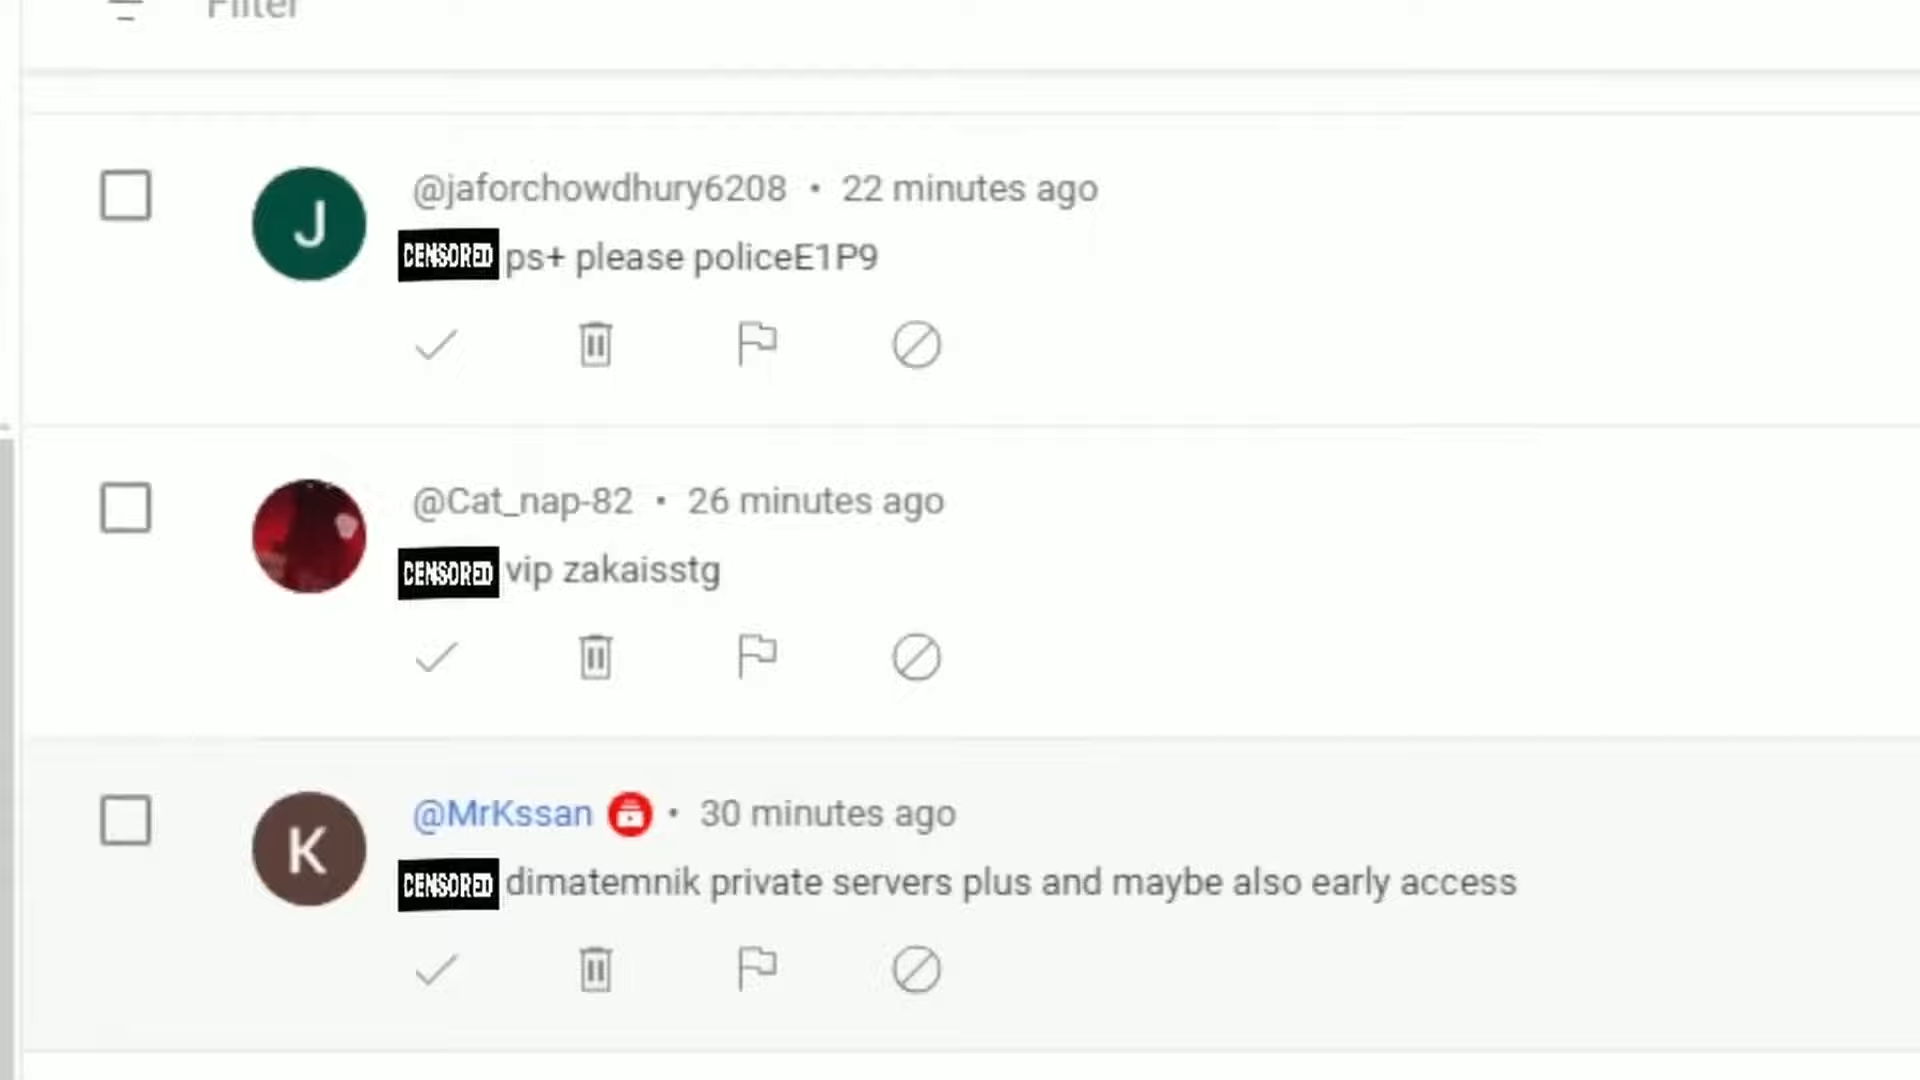 Filter
J
@jaforchowdhury6208 • 22 minutes ago
CENSORED ps+ please policeE1P9
@Cat_nap-82 • 26 minutes ago
CENSORED vip zakaisstg
K
@MrKssan • 30 minutes ago
CENSORED dimatemnik private servers plus and maybe also early access